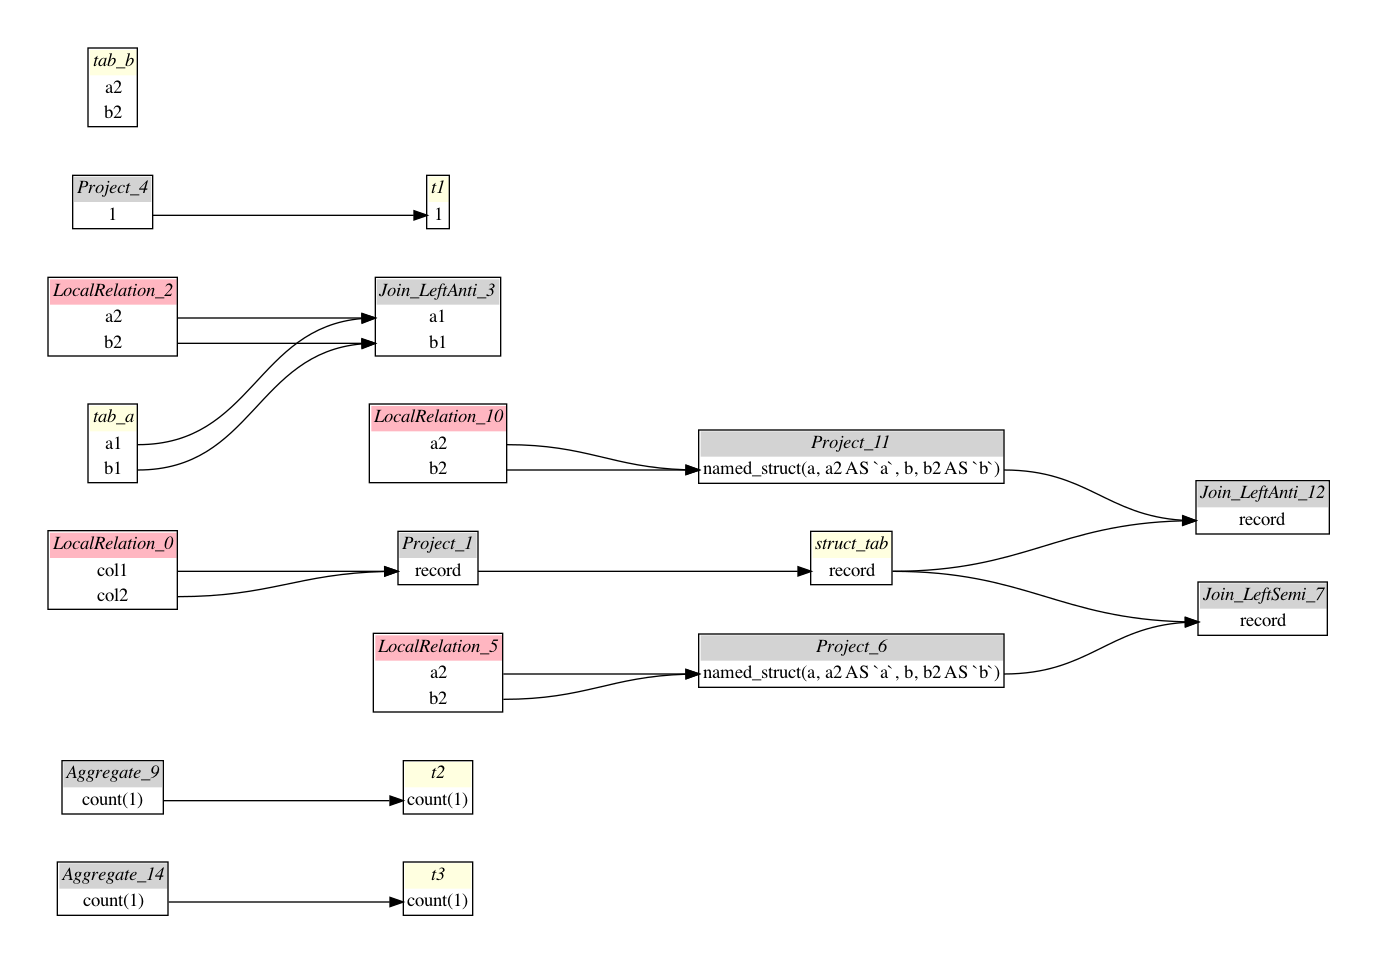 tab_b
a2
b2
Project_4
1
t1
1
LocalRelation_2
a2
b2
Join_LeftAnti_3
a1
b1
tab_a
a1
b1
LocalRelation_10
a2
b2
Project_11
named_struct(a, a2 AS `a`, b, b2 AS `b`)
Join_LeftAnti_12
record
LocalRelation_0
col1
col2
Project_1
record
struct_tab
record
Join_LeftSemi_7
record
LocalRelation_5
a2
b2
Project_6
named_struct(a, a2 AS `a`, b, b2 AS `b`)
Aggregate_9
count(1)
t2
count(1)
Aggregate_14
count(1)
t3
count(1)